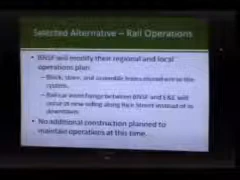 Selected Alternative – Rail Operations
• BNSF will modify their regional and local
operations plan
– Block, store, and assemble trains elsewhere on the
system.
– Railcar interchange between BNSF and will
occur in new siding along Street instead of in
downtown
• No additional construction planned to
maintain operations at this time.